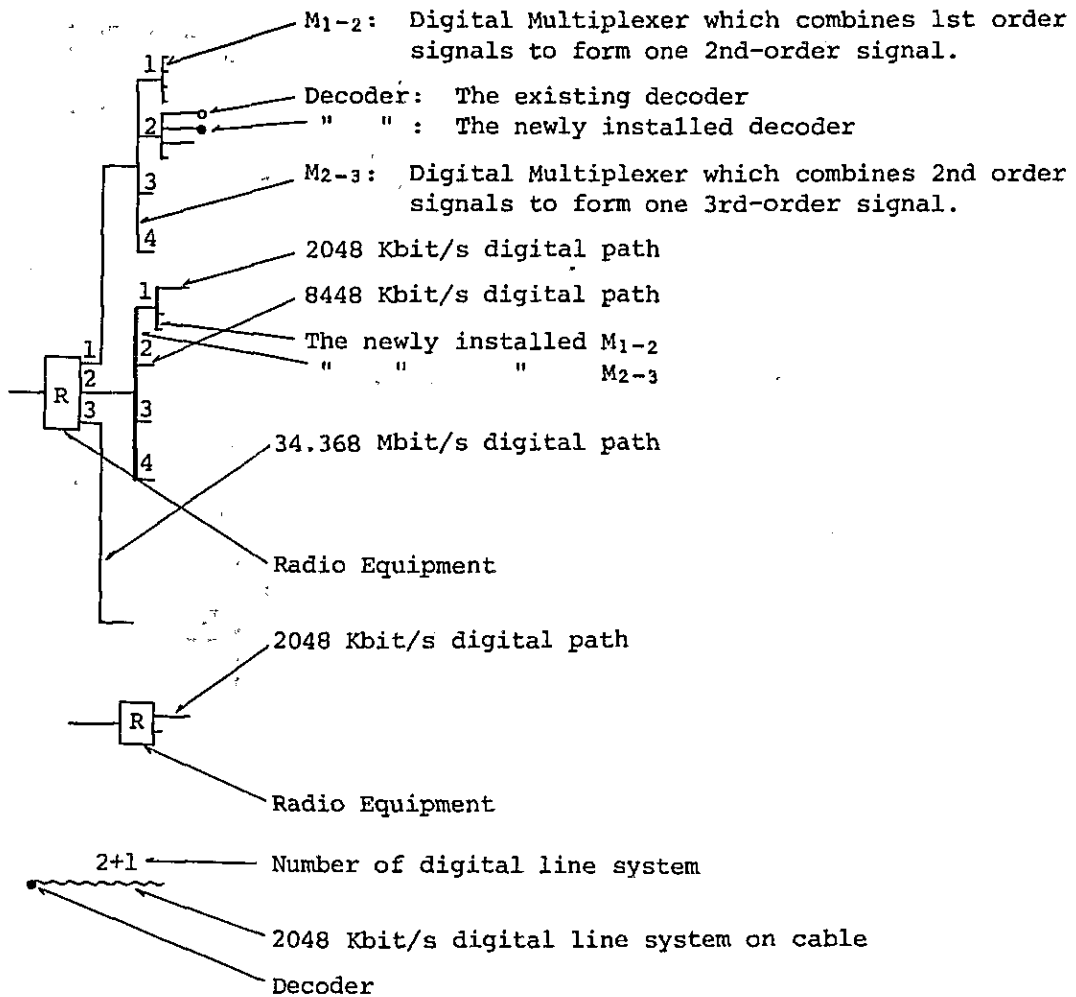 M1-2: Digital Multiplexer which combines 1st order
signals to form one 2nd-order signal.
1
Decoder: The existing decoder
2
" " : The newly installed decoder
3
M2-3: Digital Multiplexer which combines 2nd order
signals to form one 3rd-order signal.
4
2048 Kbit/s digital path
1
8448 Kbit/s digital path
The newly installed M1-2
1
2
" " " M2-3
2
R
3
3
34.368 Mbit/s digital path
4
Radio Equipment
2048 Kbit/s digital path
R
Radio Equipment
2+1
Number of digital line system
2048 Kbit/s digital line system on cable
Decoder